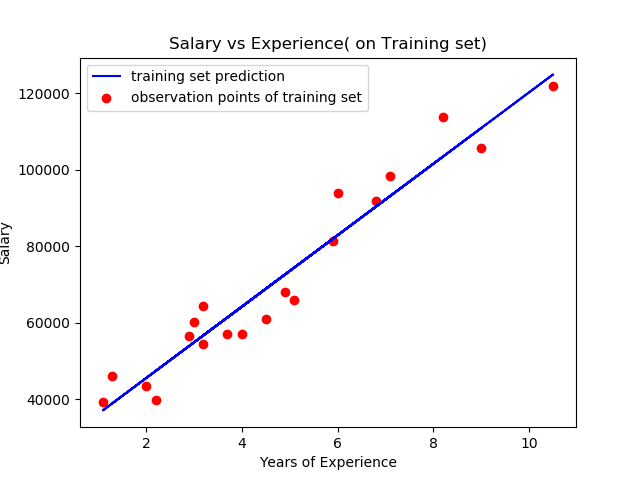 Salary vs Experience( on Training set)
training set prediction
observation points of training set
120000
100000
80000
60000
40000
Salary
2 4 6 8 10
Years of Experience